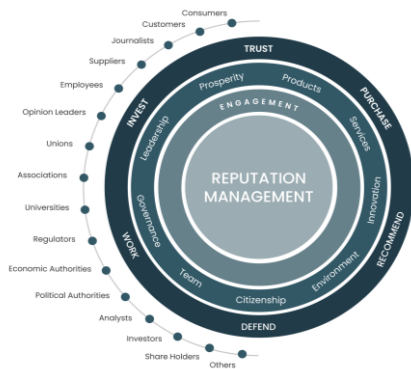 Consumers
Customers
Journalists
Suppliers
Employees
Opinion Leaders
Unions
Associations
Universities
Regulators
Economic Authorities
Political Authorities
Analysts
Investors
Share Holders
Others
TRUST
PURCHASE
RECOMMEND
DEFEND
WORK
INVEST
Prosperity
Products
Services
Innovation
Environment
Citizenship
Team
Governance
Leadership
ENGAGEMENT
REPUTATION
MANAGEMENT